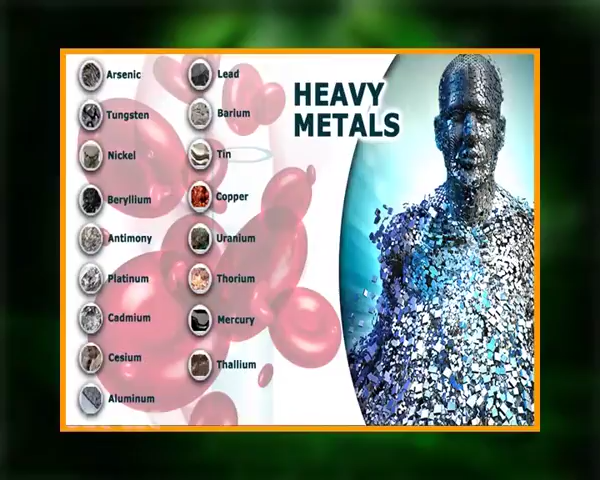 HEAVY
METALS
Arsenic
Tungsten
Nickel
Beryllium
Antimony
Platinum
Cadmium
Cesium
Aluminum
Lead
Barium
Tin
Copper
Uranium
Thorium
Mercury
Thallium